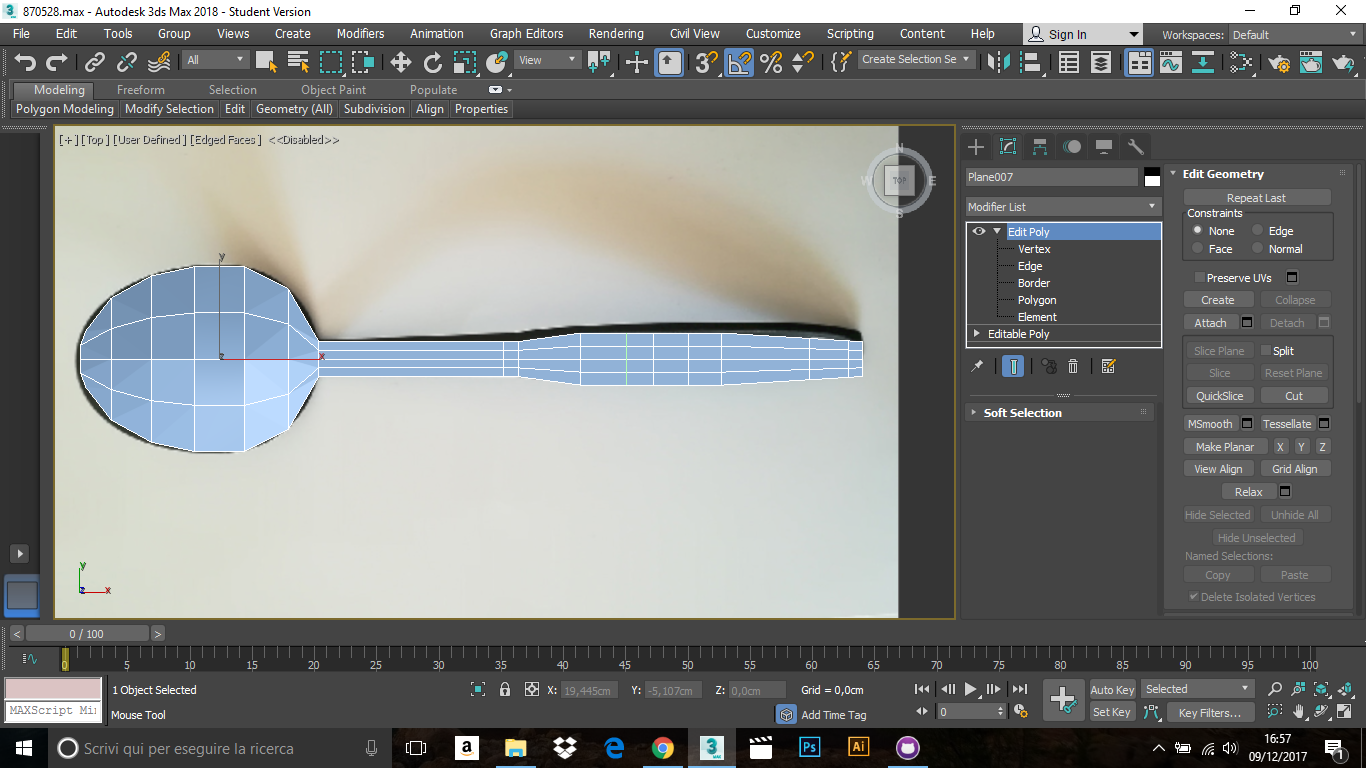 870528.max - Autodesk 3ds Max 2018 - Student Version
File Edit Tools Group Views Create Modifiers Animation Graph Editors Rendering Civil View Customize Scripting Content Help Sign In Workspaces: Default
All View 3 Create Selection Se
Modeling Freeform Selection Object Paint Populate
Polygon Modeling Modify Selection Edit Geometry (All) Subdivision Align Properties
[+] [Top] [User Defined] [Edged Faces] <<Disabled>>
N
W TOP E
S
y
z x
y
z x
Plane007
Modifier List
Edit Poly
Vertex
Edge
Border
Polygon
Element
Editable Poly
Soft Selection
Edit Geometry
Repeat Last
Constraints
None Edge
Face Normal
Preserve UVs
Create Collapse
Attach Detach
Slice Plane Split
Slice Reset Plane
QuickSlice Cut
MSmooth Tessellate
Make Planar X Y Z
View Align Grid Align
Relax
Hide Selected Unhide All
Hide Unselected
Named Selections:
Copy Paste
Delete Isolated Vertices
< 0 / 100 >
0 5 10 15 20 25 30 35 40 45 50 55 60 65 70 75 80 85 90 95 100
1 Object Selected X: 19,445cm Y: -5,107cm Z: 0,0cm Grid = 0,0cm Auto Key Selected
MAXScript Mi
Mouse Tool Add Time Tag 0 Set Key Key Filters...
Scrivi qui per eseguire la ricerca a 3 MAX Ps Ai 16:57
09/12/2017 1